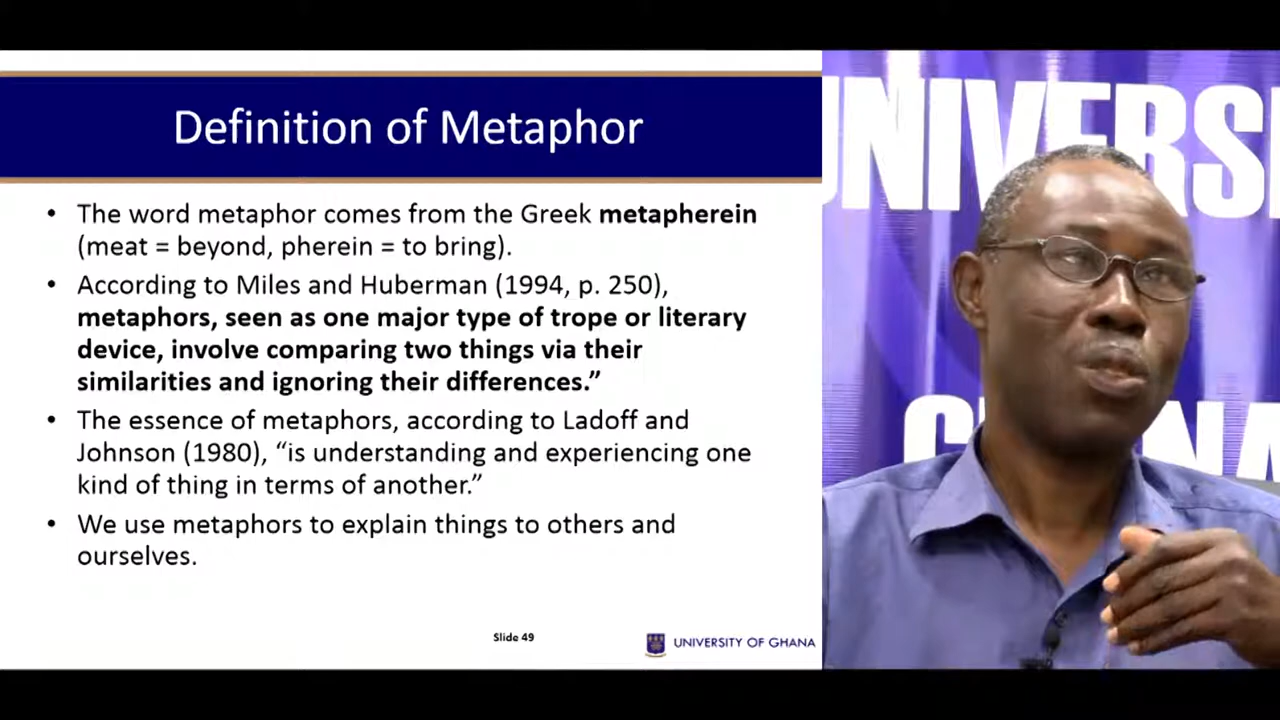 Definition of Metaphor
• The word metaphor comes from the Greek metapherein
(meat = beyond, pherein = to bring).
• According to Miles and Huberman (1994, p. 250),
metaphors, seen as one major type of trope or literary
device, involve comparing two things via their
similarities and ignoring their differences.”
• The essence of metaphors, according to Ladoff and
Johnson (1980), “is understanding and experiencing one
kind of thing in terms of another.”
• We use metaphors to explain things to others and
ourselves.
Slide 49
UNIVERSITY OF GHANA
UNIVERSI